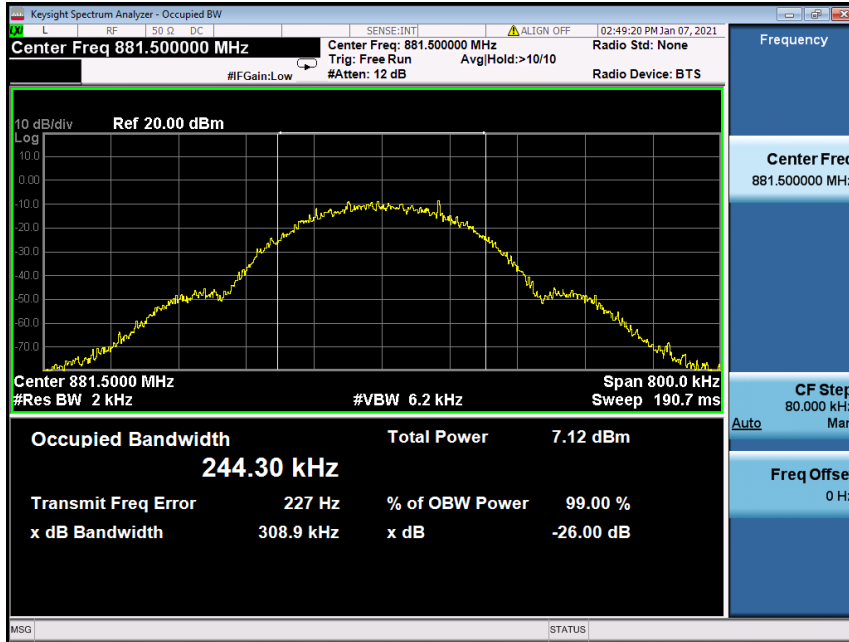 Keysight Spectrum Analyzer - Occupied BW
LXI L RF 50 Ω DC SENSE:INT ALIGN OFF 02:49:20 PM Jan 07, 2021
Center Freq 881.500000 MHz
Center Freq: 881.500000 MHz Radio Std: None
Trig: Free Run Avg|Hold:>10/10
#IFGain:Low #Atten: 12 dB Radio Device: BTS
10 dB/div Ref 20.00 dBm
Log
10.0
0.00
-10.0
-20.0
-30.0
-40.0
-50.0
-60.0
-70.0
Center 881.5000 MHz Span 800.0 kHz
#Res BW 2 kHz #VBW 6.2 kHz Sweep 190.7 ms
Occupied Bandwidth Total Power 7.12 dBm
244.30 kHz
Transmit Freq Error 227 Hz % of OBW Power 99.00 %
x dB Bandwidth 308.9 kHz x dB -26.00 dB
MSG STATUS
Frequency
Center Freq
881.500000 MHz
CF Step
80.000 kHz
Auto Man
Freq Offse
0 Hz